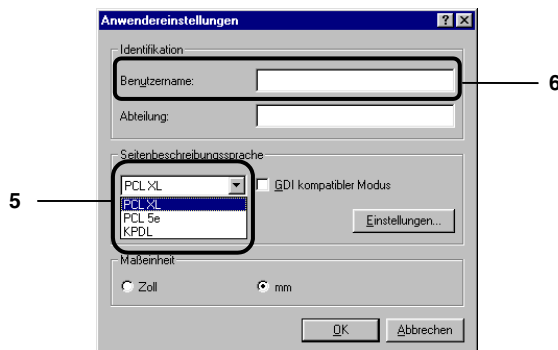 Anwendereinstellungen
Identifikation
Benutzername:
6
Abteilung:
Seitenbeschreibungssprache
PCL XL
GDI kompatibler Modus
5
PCL XL
PCL 5e
KPDL
Einstellungen...
Maßeinheit
Zoll
mm
OK
Abbrechen